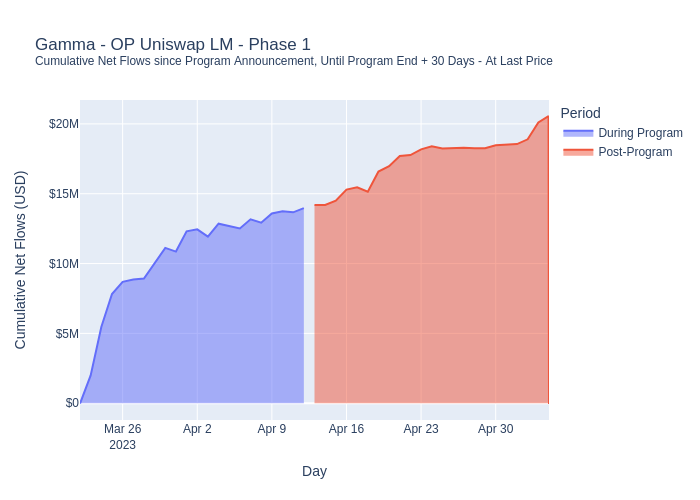 Gamma - OP Uniswap LM - Phase 1
Cumulative Net Flows since Program Announcement, Until Program End + 30 Days - At Last Price
Period
During Program
Post-Program
Cumulative Net Flows (USD)
$20M
$15M
$10M
$5M
$0
Mar 26
2023
Apr 2
Apr 9
Apr 16
Apr 23
Apr 30
Day